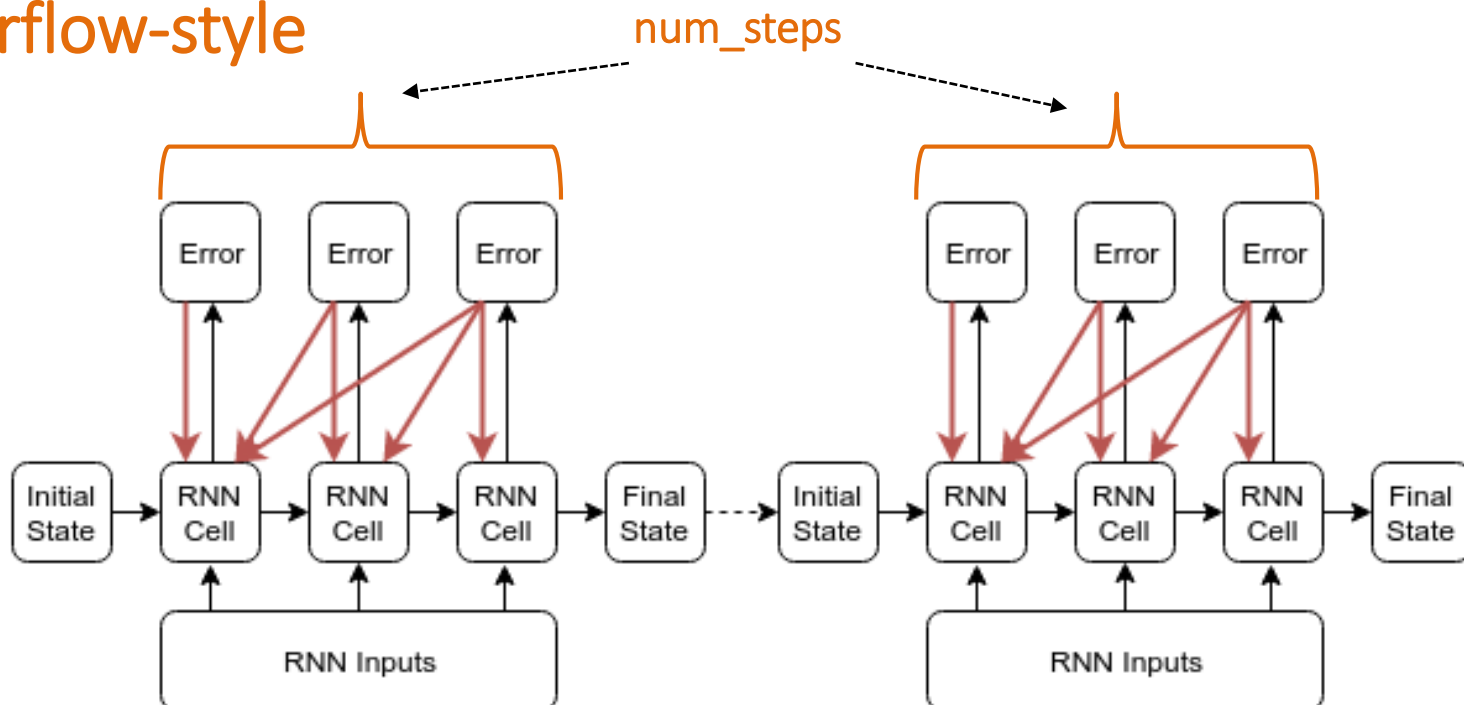 rflow-style
num_steps
Error Error Error Error Error Error
Initial RNN RNN RNN Final Initial RNN RNN RNN Final
State Cell Cell Cell State State Cell Cell Cell State
RNN Inputs RNN Inputs